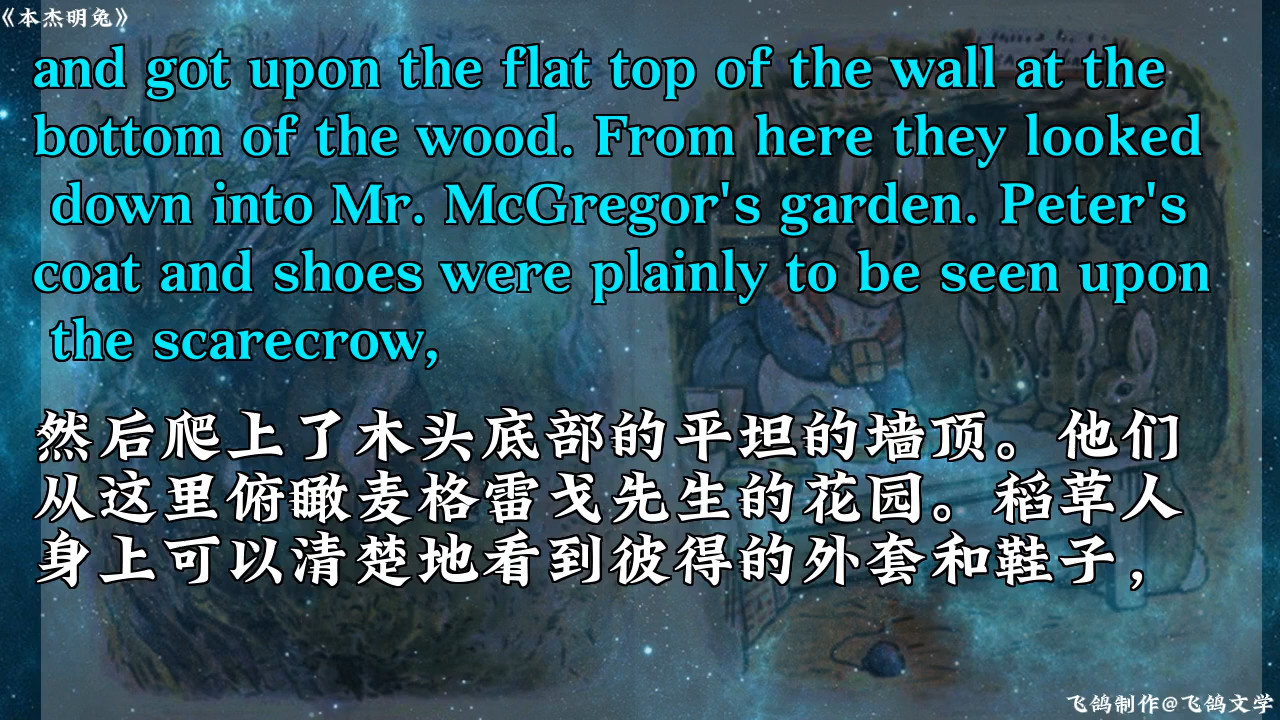 《本杰明兔》
and got upon the flat top of the wall at the
bottom of the wood. From here they looked
down into Mr. McGregor's garden. Peter's
coat and shoes were plainly to be seen upon
the scarecrow,
然后爬上了木头底部的平坦的墙顶。他们
从这里俯瞰麦格雷戈先生的花园。稻草人
身上可以清楚地看到彼得的外套和鞋子，
飞鸽制作@飞鸽文学